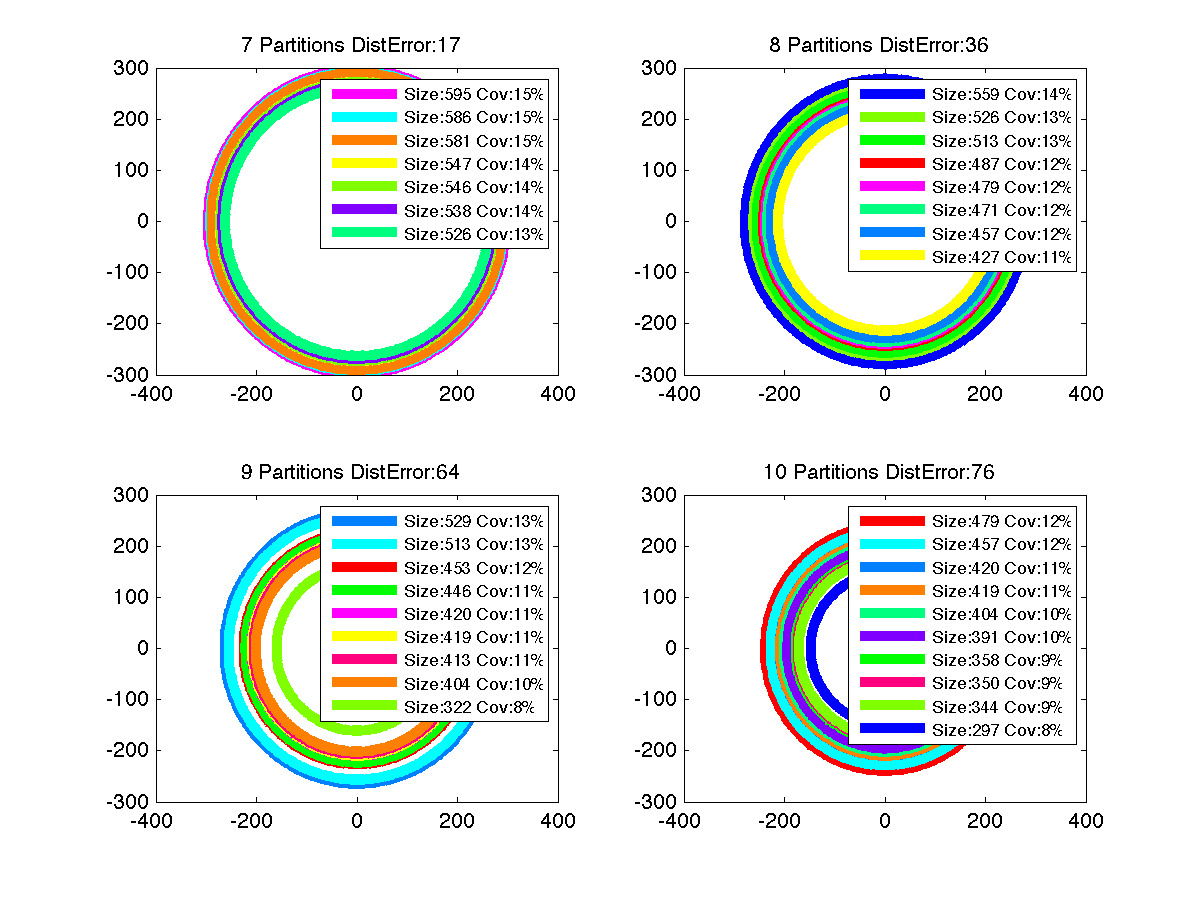 7 Partitions DistError:17
300
200
100
0
-100
-200
-300
-400
-200
0
200
400
Size:595 Cov:15%
Size:586 Cov:15%
Size:581 Cov:15%
Size:547 Cov:14%
Size:546 Cov:14%
Size:538 Cov:14%
Size:526 Cov:13%
8 Partitions DistError:36
300
200
100
0
-100
-200
-300
-400
-200
0
200
400
Size:559 Cov:14%
Size:526 Cov:13%
Size:513 Cov:13%
Size:487 Cov:12%
Size:479 Cov:12%
Size:471 Cov:12%
Size:457 Cov:12%
Size:427 Cov:11%
9 Partitions DistError:64
300
200
100
0
-100
-200
-300
-400
-200
0
200
400
Size:529 Cov:13%
Size:513 Cov:13%
Size:453 Cov:12%
Size:446 Cov:11%
Size:420 Cov:11%
Size:419 Cov:11%
Size:413 Cov:11%
Size:404 Cov:10%
Size:322 Cov:8%
10 Partitions DistError:76
300
200
100
0
-100
-200
-300
-400
-200
0
200
400
Size:479 Cov:12%
Size:457 Cov:12%
Size:420 Cov:11%
Size:419 Cov:11%
Size:404 Cov:10%
Size:391 Cov:10%
Size:358 Cov:9%
Size:350 Cov:9%
Size:344 Cov:9%
Size:297 Cov:8%